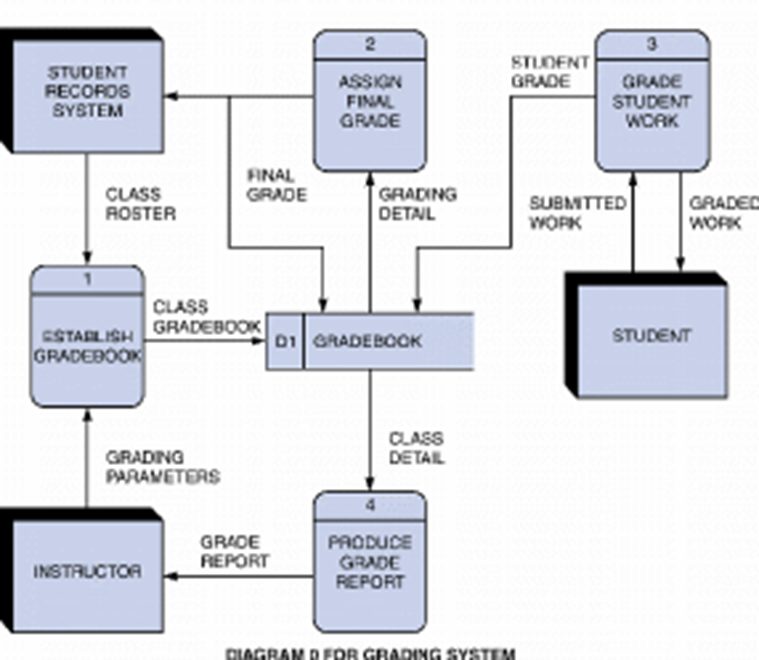 STUDENT
RECORDS
SYSTEM
2
ASSIGN
FINAL
GRADE
STUDENT
GRADE
3
GRADE
STUDENT
WORK
CLASS
ROSTER
FINAL
GRADE
GRADING
DETAIL
SUBMITTED
WORK
GRADED
WORK
1
ESTABLISH
GRADEBOOK
CLASS
GRADEBOOK
D1 GRADEBOOK
STUDENT
GRADING
PARAMETERS
CLASS
DETAIL
INSTRUCTOR
GRADE
REPORT
4
PRODUCE
GRADE
REPORT
DIAGRAM 0 FOR GRADING SYSTEM